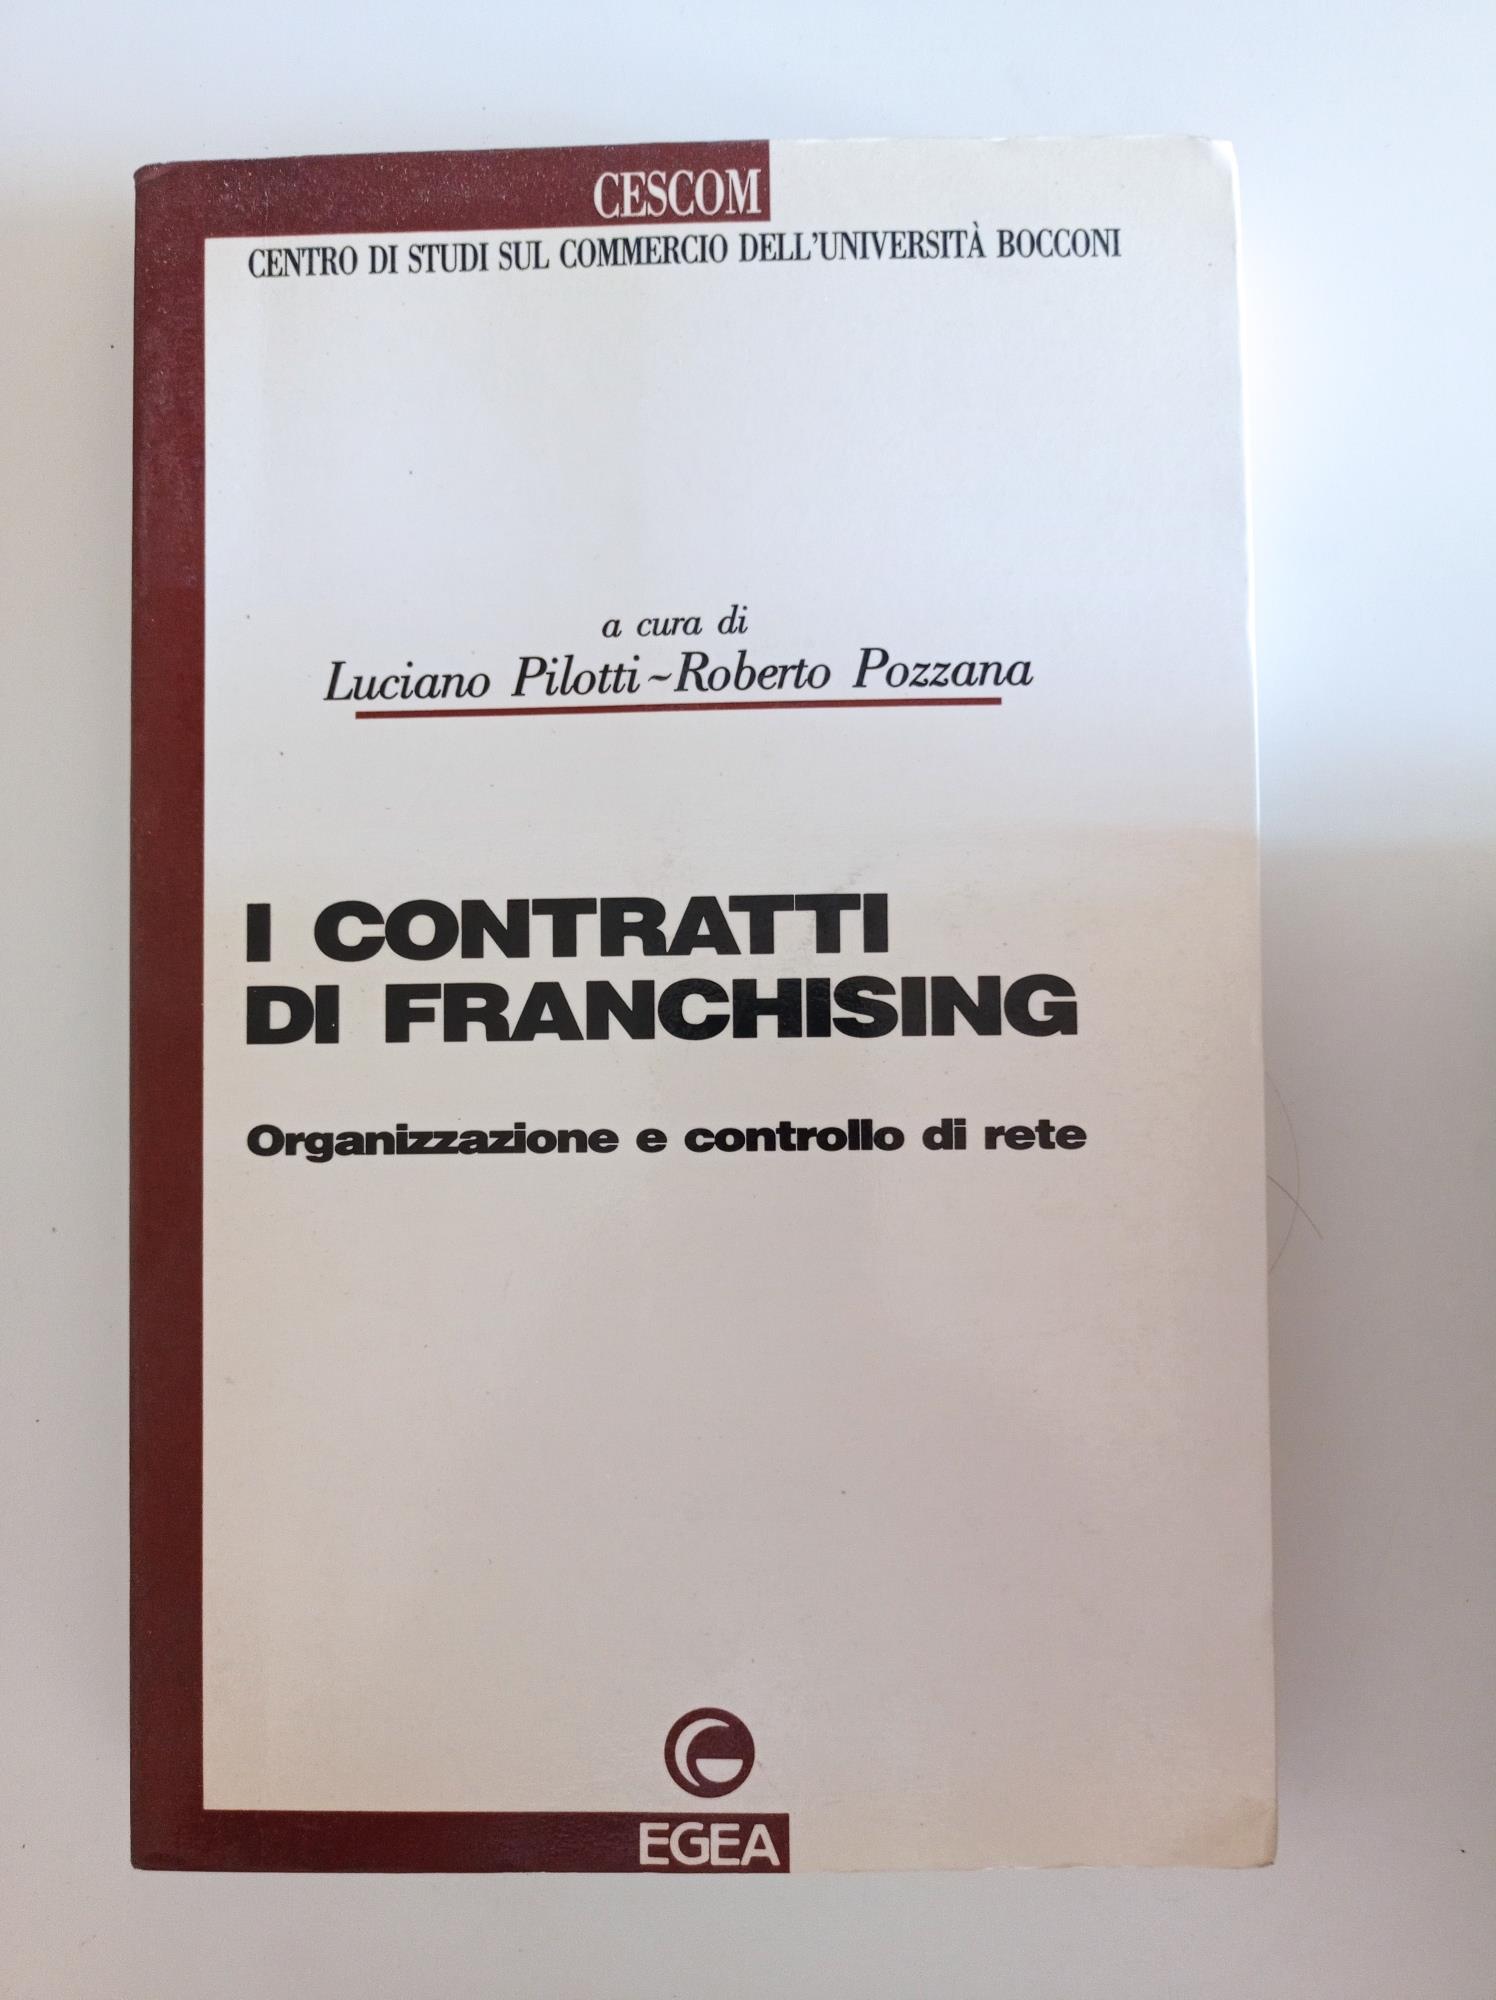 CESCOM
CENTRO DI STUDI SUL COMMERCIO DELL'UNIVERSITÀ BOCCONI
a cura di
Luciano Pilotti~Roberto Pozzana
I CONTRATTI
DI FRANCHISING
Organizzazione e controllo di rete
EGEA